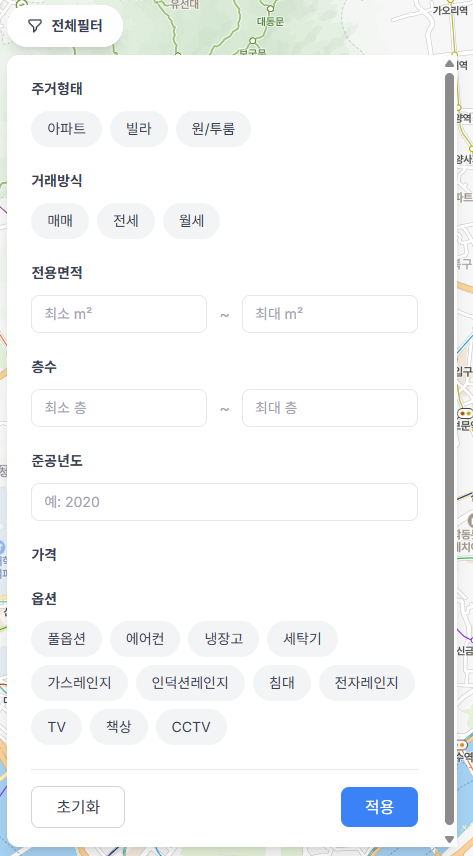 유선대
대동문
가오리역
전체필터
보국문
주거형태
아파트 빌라 원/투룸
거래방식
매매 전세 월세
전용면적
최소 m² ~ 최대 m²
층수
최소 층 ~ 최대 층
준공년도
예: 2020
가격
옵션
풀옵션 에어컨 냉장고 세탁기
가스레인지 인덕션레인지 침대 전자레인지
TV 책상 CCTV
초기화 적용